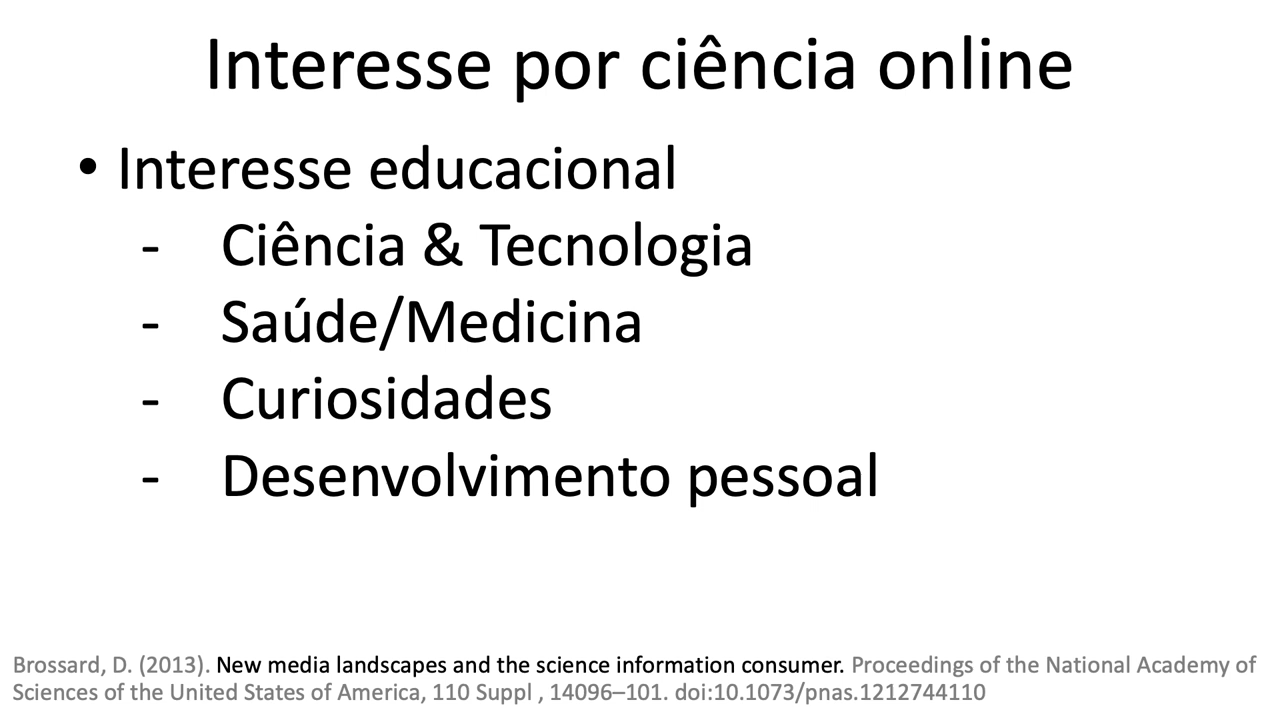 Interesse por ciência online
• Interesse educacional
- Ciência & Tecnologia
- Saúde/Medicina
- Curiosidades
- Desenvolvimento pessoal
Brossard, D. (2013). New media landscapes and the science information consumer. Proceedings of the National Academy of
Sciences of the United States of America, 110 Suppl , 14096–101. doi:10.1073/pnas.1212744110